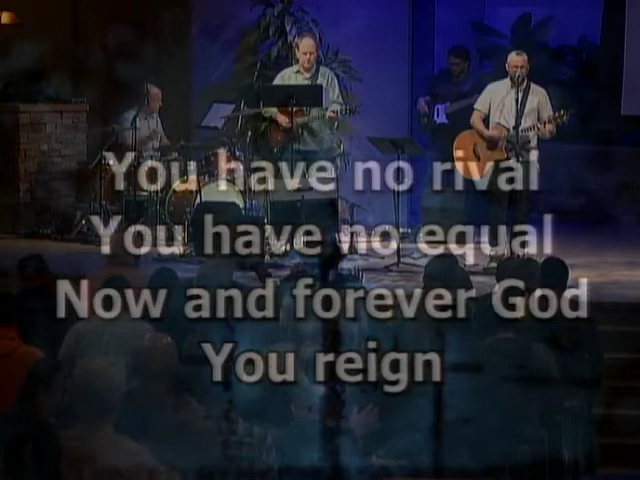 You have no rival
You have no equal
Now and forever God
You reign